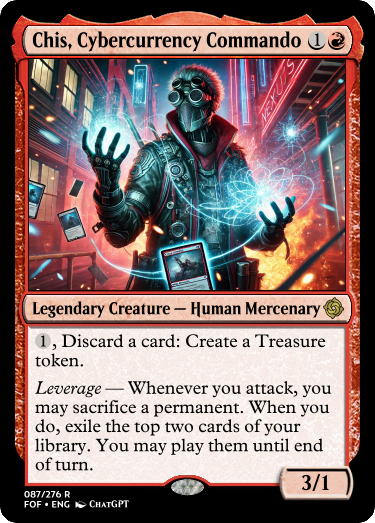 Chis, Cybercurrency Commando 1
NEXUS
Legendary Creature — Human Mercenary
1, Discard a card: Create a Treasure
token.
Leverage — Whenever you attack, you
may sacrifice a permanent. When you
do, exile the top two cards of your
library. You may play them until end
of turn.
3/1
087/276 R
FOF • ENG ChatGPT